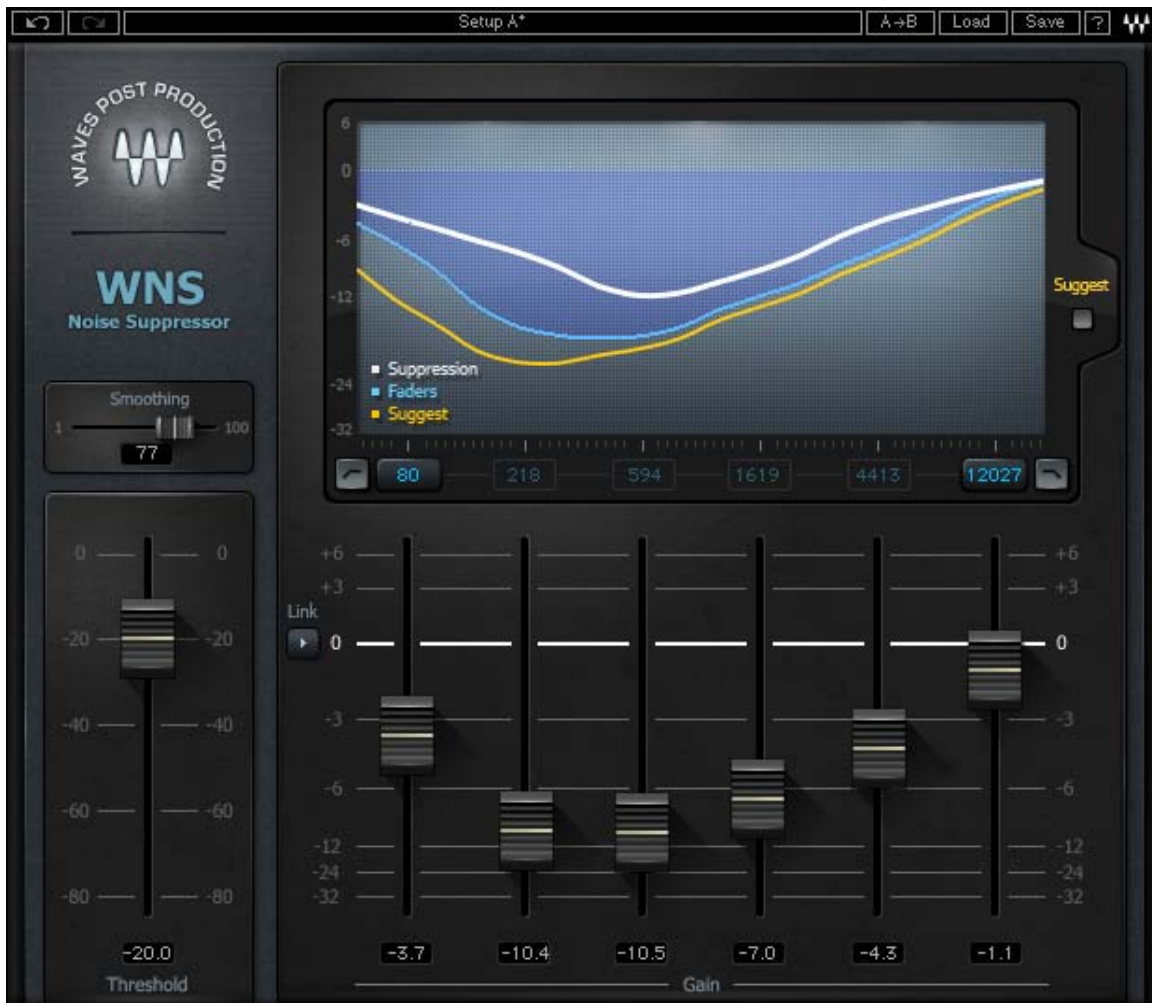 Setup A*
A→B
Load
Save
?
WAVES POST PRODUCTION
WNS
Noise Suppressor
Smoothing
1
100
77
6
0
-6
-12
-24
-32
Suppression
Faders
Suggest
Suggest
80 218 594 1619 4413 12027
0 0
-20 -20
-40 -40
-60 -60
-80 -80
-20.0
Threshold
Link
+6 +6
+3 +3
0 0
-3 -3
-6 -6
-12 -12
-24 -24
-32 -32
-3.7 -10.4 -10.5 -7.0 -4.3 -1.1
Gain